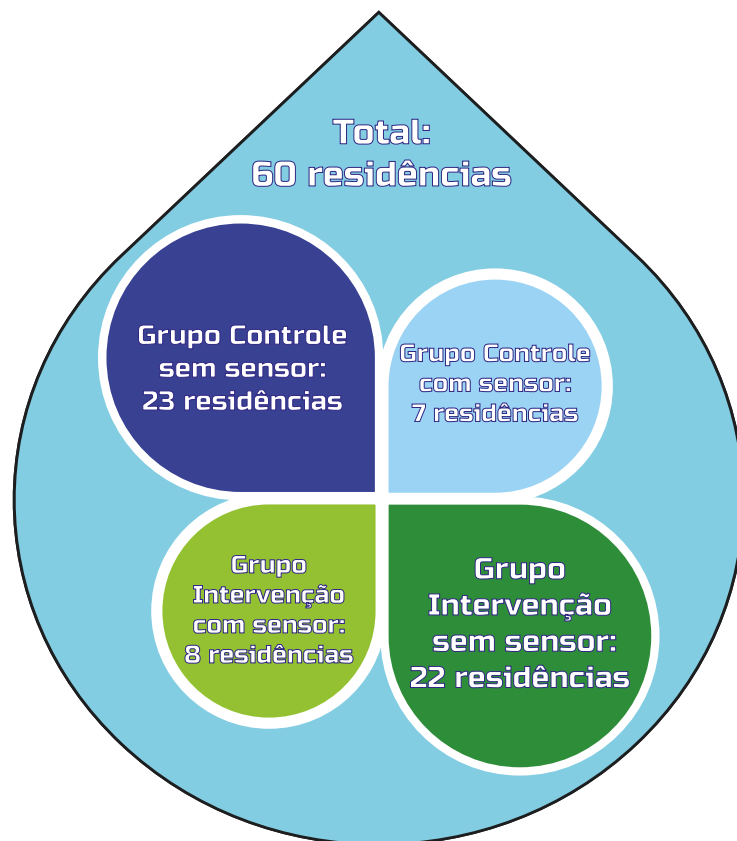 Total:
60 residências
Grupo Controle
sem sensor:
23 residências
Grupo Controle
com sensor:
7 residências
Grupo
Intervenção
com sensor:
8 residências
Grupo
Intervenção
sem sensor:
22 residências